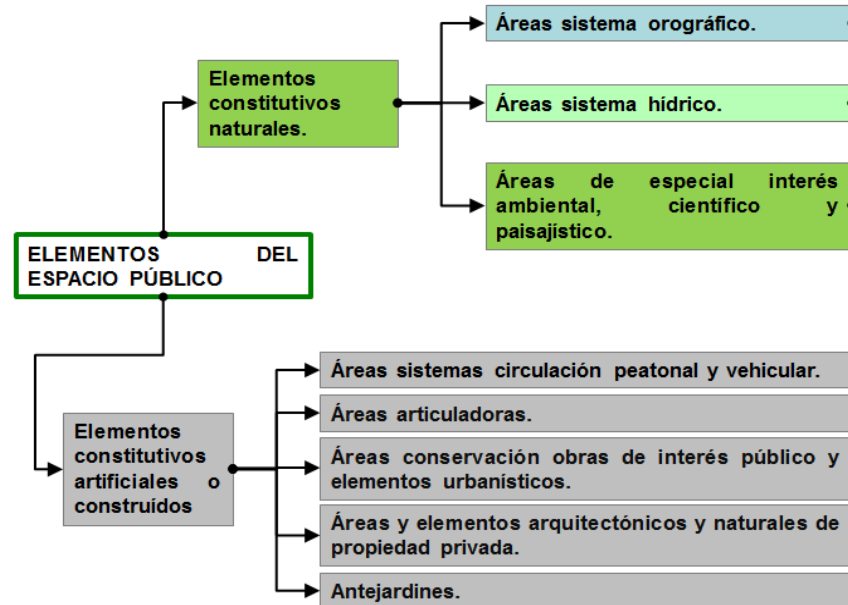 Áreas sistema orográfico.
Elementos
constitutivos
naturales.
Áreas sistema hídrico.
Áreas de especial interés
ambiental, científico y
paisajístico.
ELEMENTOS DEL
ESPACIO PÚBLICO
Áreas sistemas circulación peatonal y vehicular.
Áreas articuladoras.
Elementos
constitutivos
artificiales o
construídos
Áreas conservación obras de interés público y
elementos urbanísticos.
Áreas y elementos arquitectónicos y naturales de
propiedad privada.
Antejardines.